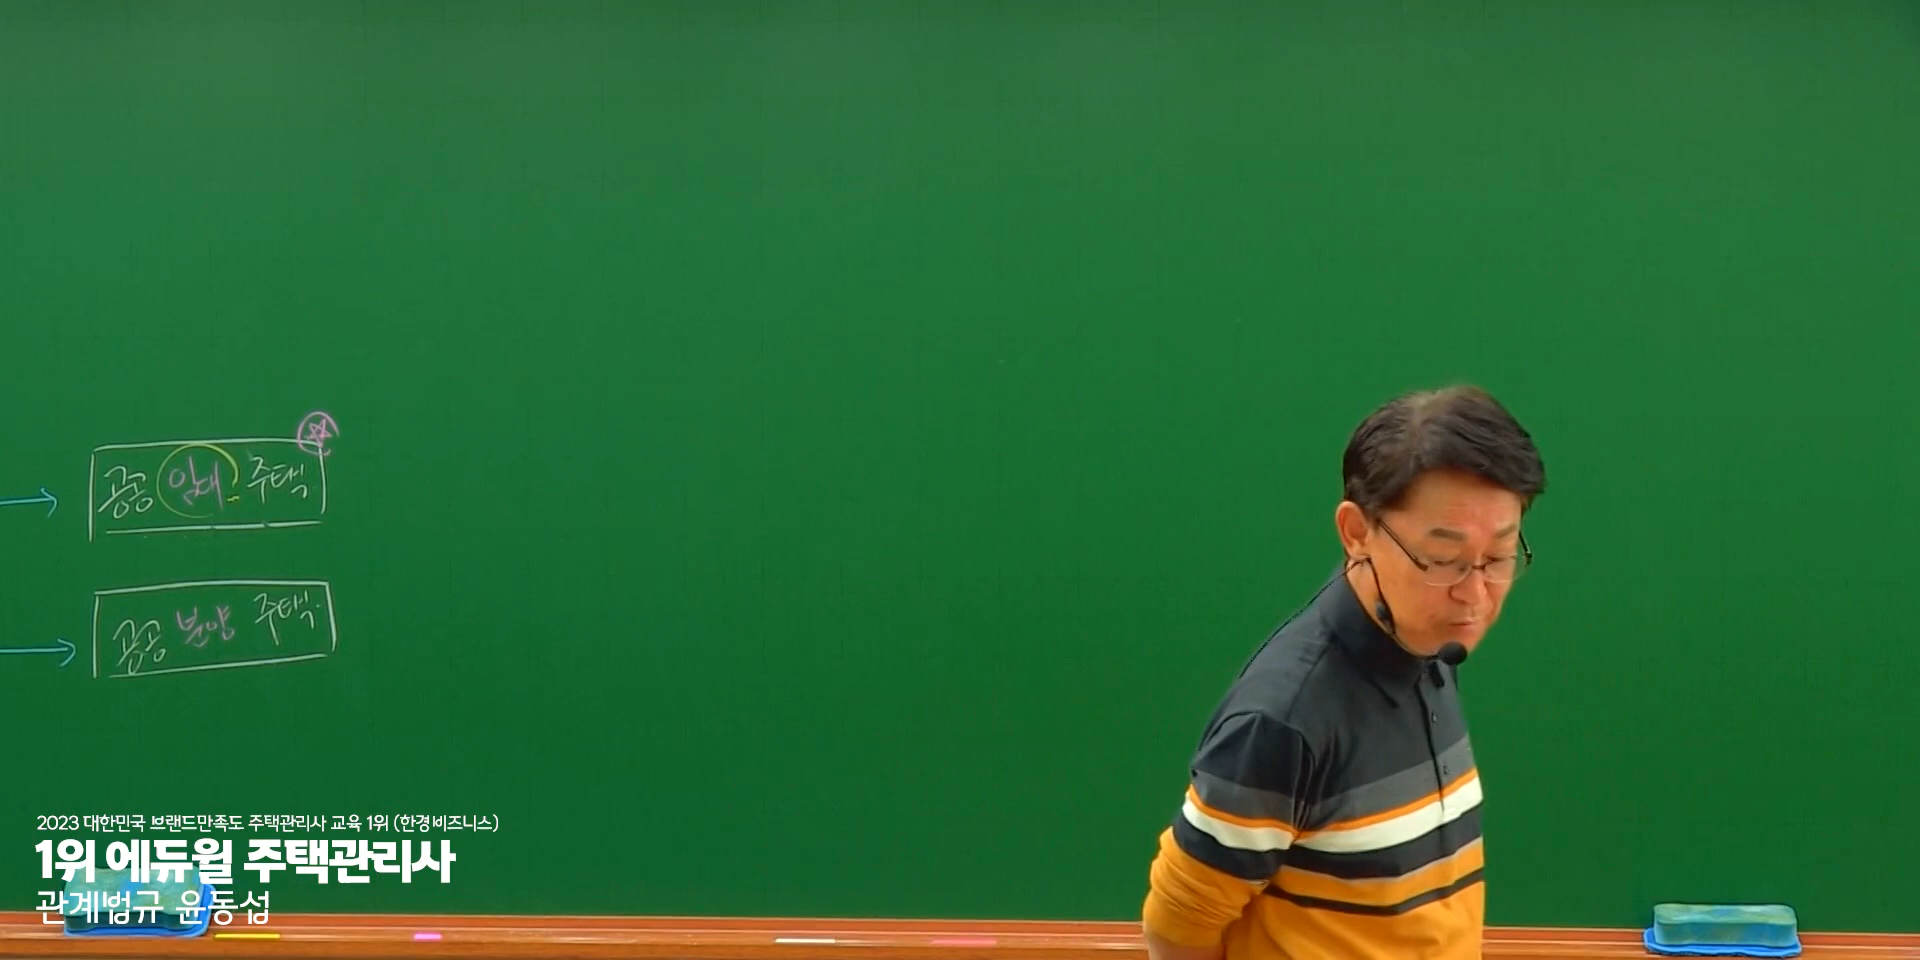 공공 임대 주택
공공 분양 주택
2023 대한민국 브랜드만족도 주택관리사 교육 1위 (한경비즈니스)
1위 에듀윌 주택관리사
관계법규 윤동섭